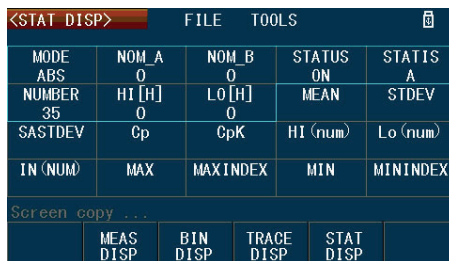 <STAT DISP> FILE TOOLS
MODE NOM_A NOM_B STATUS STATIS
ABS 0 0 ON A
NUMBER HI[H] LO[H] MEAN STDEV
35 0 0
SASTDEV Cp CpK HI(num) Lo(num)
IN(NUM) MAX MAXINDEX MIN MININDEX
Screen copy ...
MEAS BIN TRACE STAT
DISP DISP DISP DISP